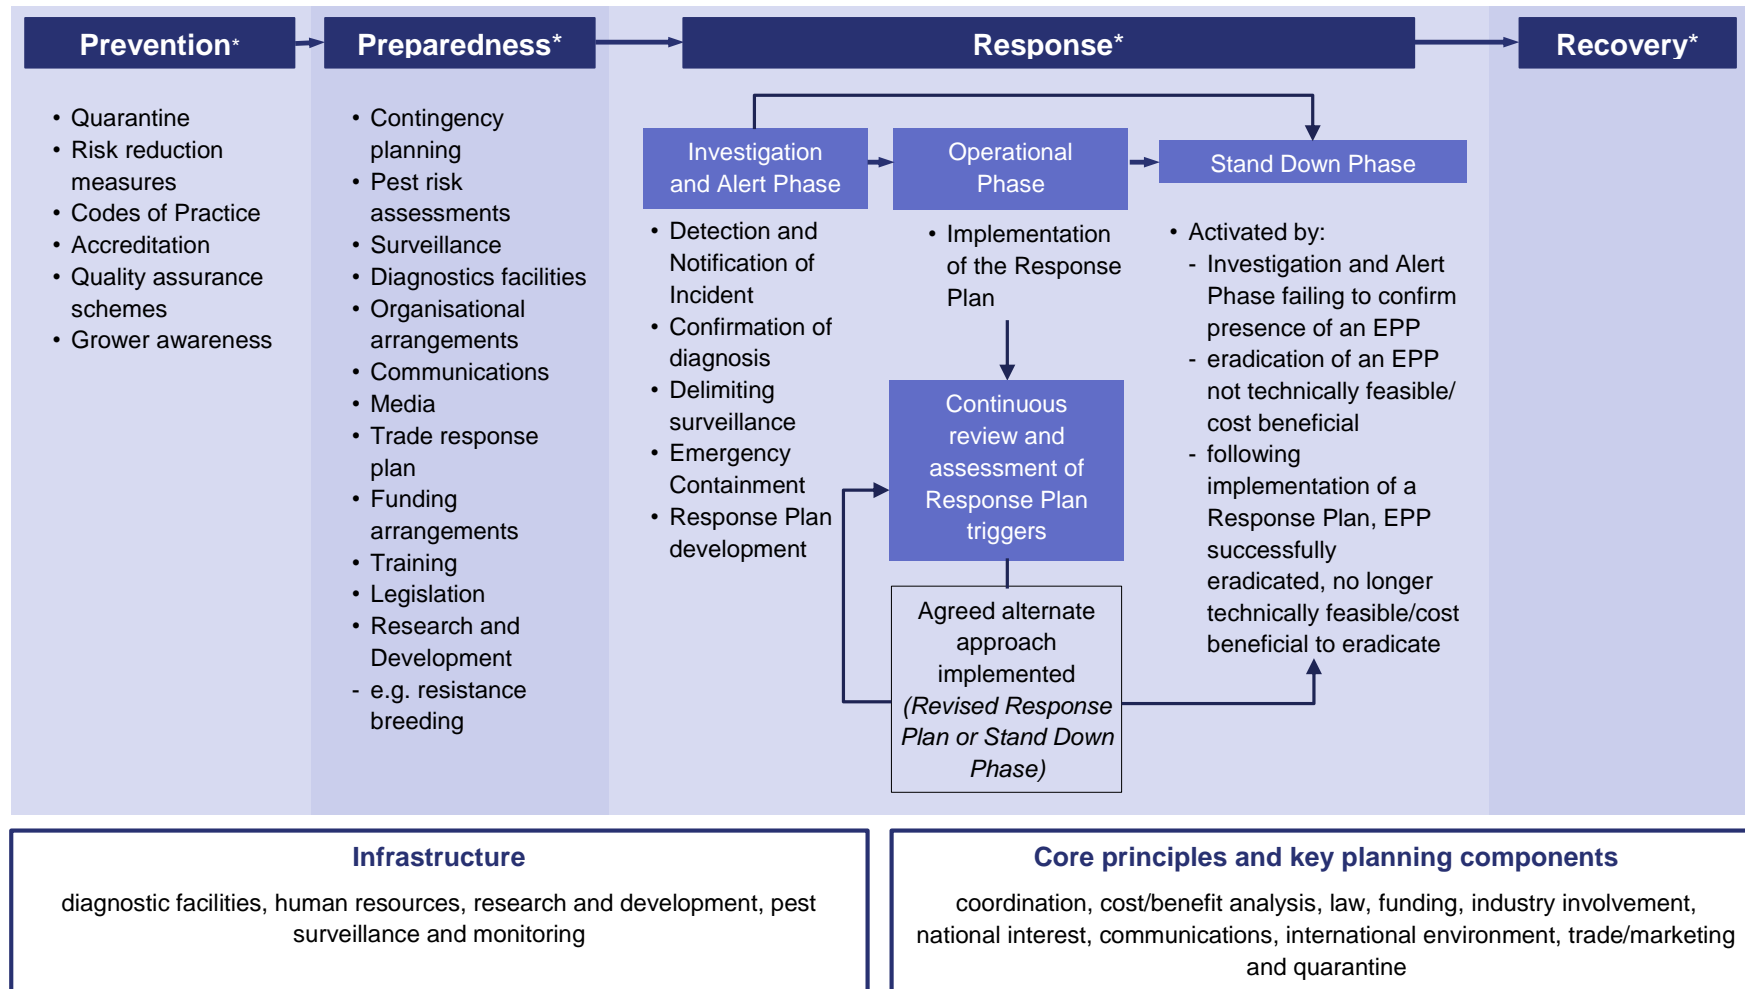 Prevention*
Preparedness*
Response*
Recovery*
• Quarantine
• Risk reduction
measures
• Codes of Practice
• Accreditation
• Quality assurance
schemes
• Grower awareness
• Contingency
planning
• Pest risk
assessments
• Surveillance
• Diagnostics facilities
• Organisational
arrangements
• Communications
• Media
• Trade response
plan
• Funding
arrangements
• Training
• Legislation
• Research and
Development
- e.g. resistance
breeding
Investigation
and Alert Phase
• Detection and
Notification of
Incident
• Confirmation of
diagnosis
• Delimiting
surveillance
• Emergency
Containment
• Response Plan
development
Operational
Phase
• Implementation
of the Response
Plan
Continuous
review and
assessment of
Response Plan
triggers
Agreed alternate
approach
implemented
(Revised Response
Plan or Stand Down
Phase)
Stand Down Phase
• Activated by:
- Investigation and Alert
Phase failing to confirm
presence of an EPP
- eradication of an EPP
not technically feasible/
cost beneficial
- following
implementation of a
Response Plan, EPP
successfully
eradicated, no longer
technically feasible/cost
beneficial to eradicate
Infrastructure
diagnostic facilities, human resources, research and development, pest
surveillance and monitoring
Core principles and key planning components
coordination, cost/benefit analysis, law, funding, industry involvement,
national interest, communications, international environment, trade/marketing
and quarantine